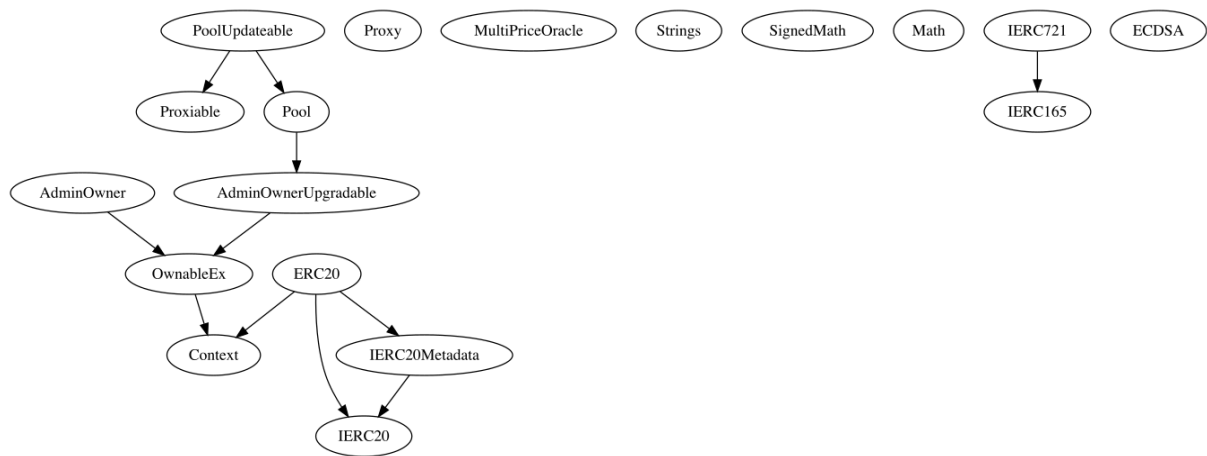 PoolUpdateable
Proxy
MultiPriceOracle
Strings
SignedMath
Math
IERC721
ECDSA
Proxiable
Pool
IERC165
AdminOwner
AdminOwnerUpgradable
OwnableEx
ERC20
Context
IERC20Metadata
IERC20